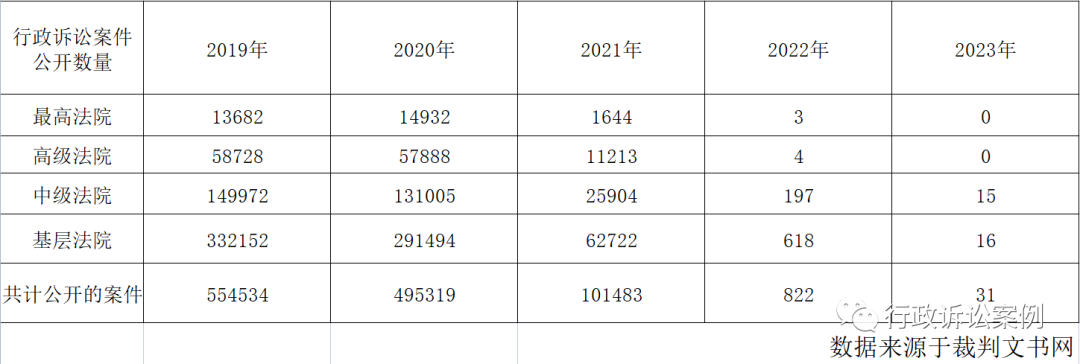 行政诉讼案件
公开数量 2019年 2020年 2021年 2022年 2023年
最高法院 13682 14932 1644 3 0
高级法院 58728 57888 11213 4 0
中级法院 149972 131005 25904 197 15
基层法院 332152 291494 62722 618 16
共计公开的案件 554534 495319 101483 822 31
行政诉讼案例
数据来源于裁判文书网